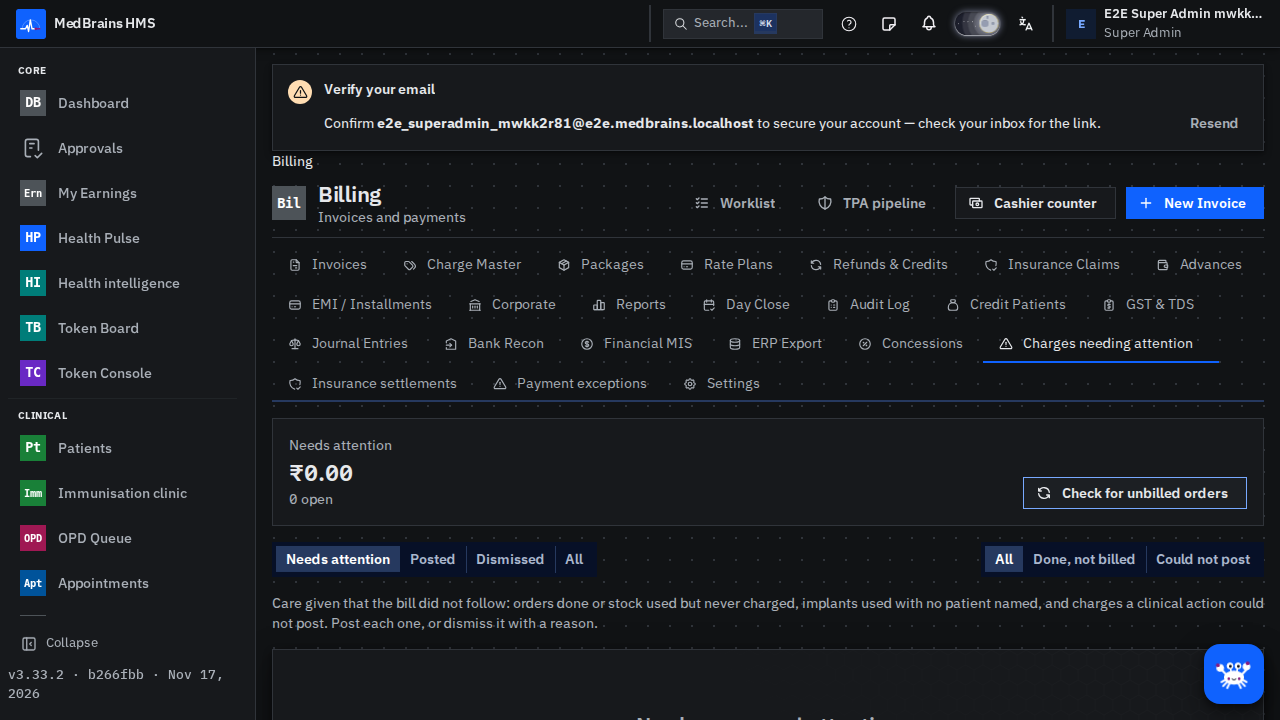 MedBrains HMS
Search... ⌘K
E
E2E Super Admin mwkk...
Super Admin
CORE
DB Dashboard
Approvals
Ern My Earnings
HP Health Pulse
HI Health intelligence
TB Token Board
TC Token Console
CLINICAL
Pt Patients
Imm Immunisation clinic
OPD OPD Queue
Apt Appointments
Collapse
v3.33.2 · b266fbb · Nov 17,
2026
Verify your email
Confirm e2e_superadmin_mwkk2r81@e2e.medbrains.localhost to secure your account — check your inbox for the link.
Resend
Billing
Bil Billing
Invoices and payments
Worklist
TPA pipeline
Cashier counter
New Invoice
Invoices Charge Master Packages Rate Plans Refunds & Credits Insurance Claims Advances
EMI / Installments Corporate Reports Day Close Audit Log Credit Patients GST & TDS
Journal Entries Bank Recon Financial MIS ERP Export Concessions Charges needing attention
Insurance settlements Payment exceptions Settings
Needs attention
₹0.00
0 open
Check for unbilled orders
Needs attention Posted Dismissed All
All Done, not billed Could not post
Care given that the bill did not follow: orders done or stock used but never charged, implants used with no patient named, and charges a clinical action could
not post. Post each one, or dismiss it with a reason.